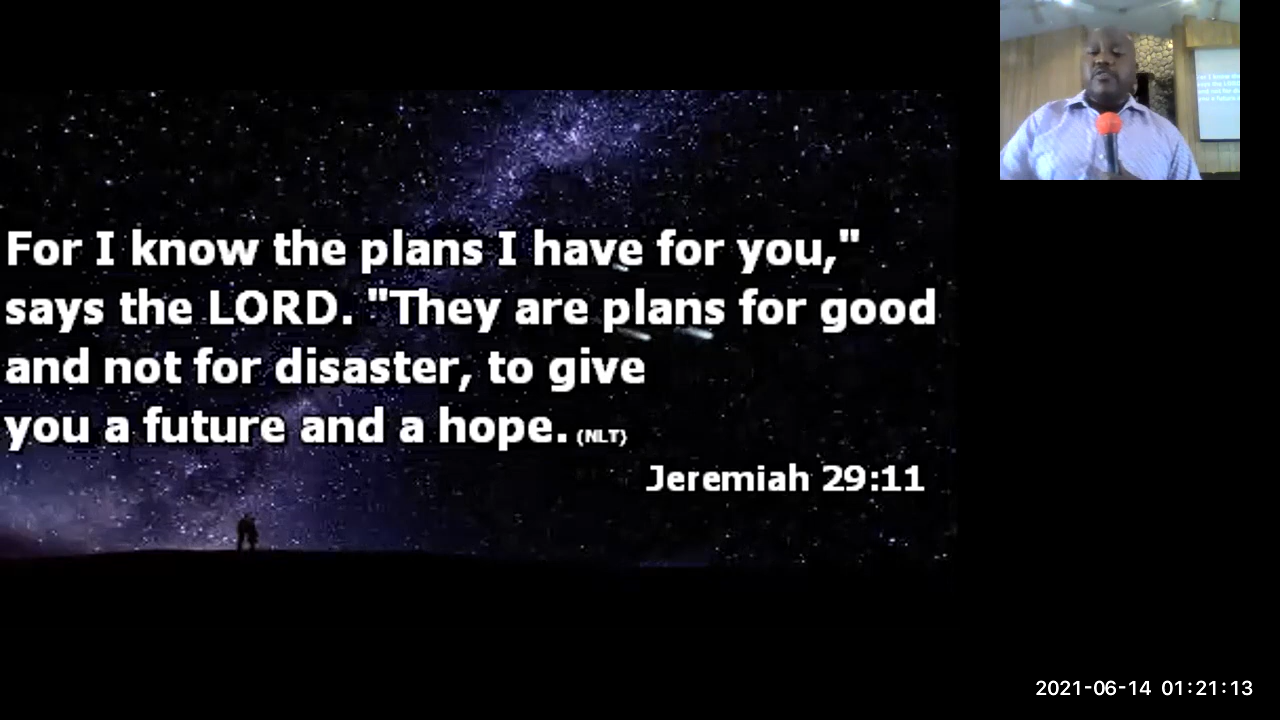 For I know the plans I have for you,"
says the LORD. "They are plans for good
and not for disaster, to give
you a future and a hope. (NLT)
Jeremiah 29:11
2021-06-14 01:21:13